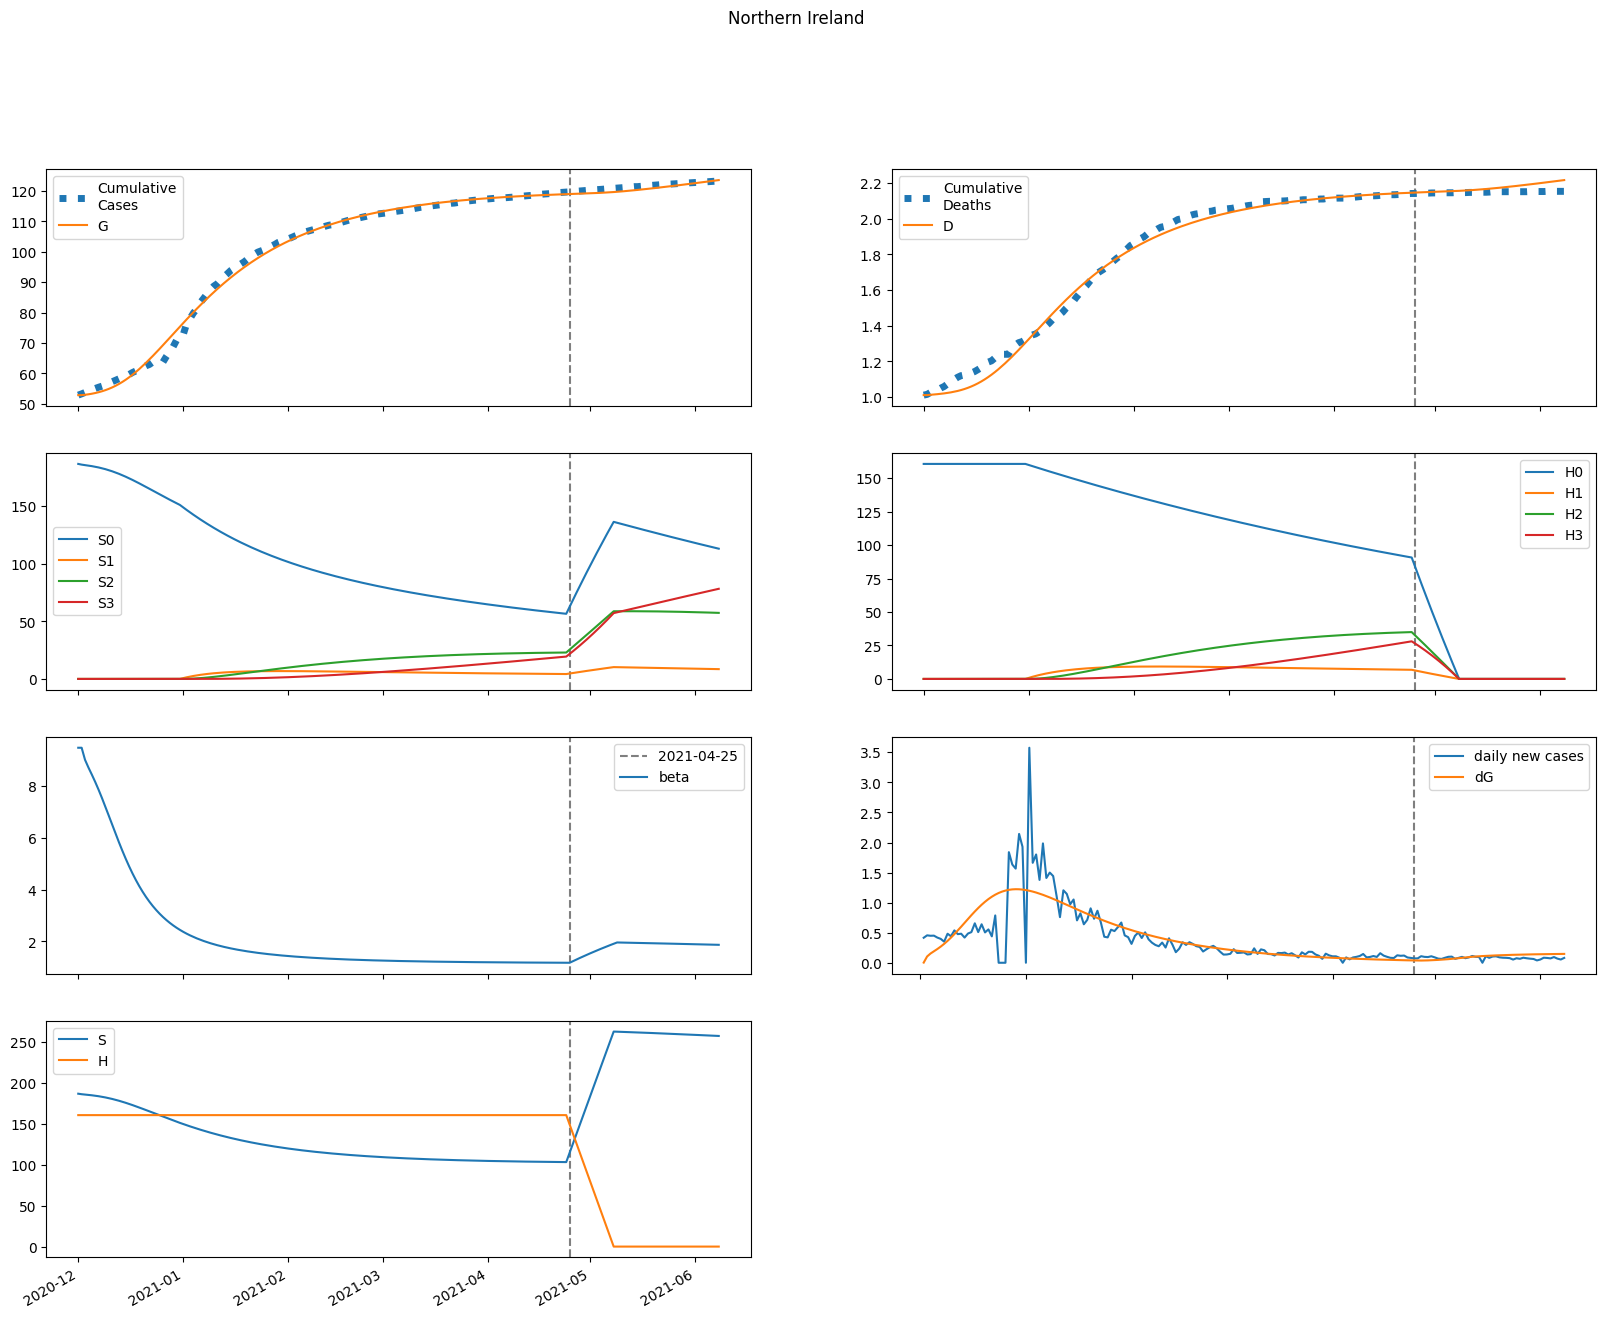 Northern Ireland
120
110
100
90
80
70
60
50
Cumulative
Cases
G
2.2
2.0
1.8
1.6
1.4
1.2
1.0
Cumulative
Deaths
D
150
100
50
0
S0
S1
S2
S3
150
125
100
75
50
25
0
H0
H1
H2
H3
8
6
4
2
2021-04-25
beta
3.5
3.0
2.5
2.0
1.5
1.0
0.5
0.0
daily new cases
dG
250
200
150
100
50
0
S
H
2020-12
2021-01
2021-02
2021-03
2021-04
2021-05
2021-06